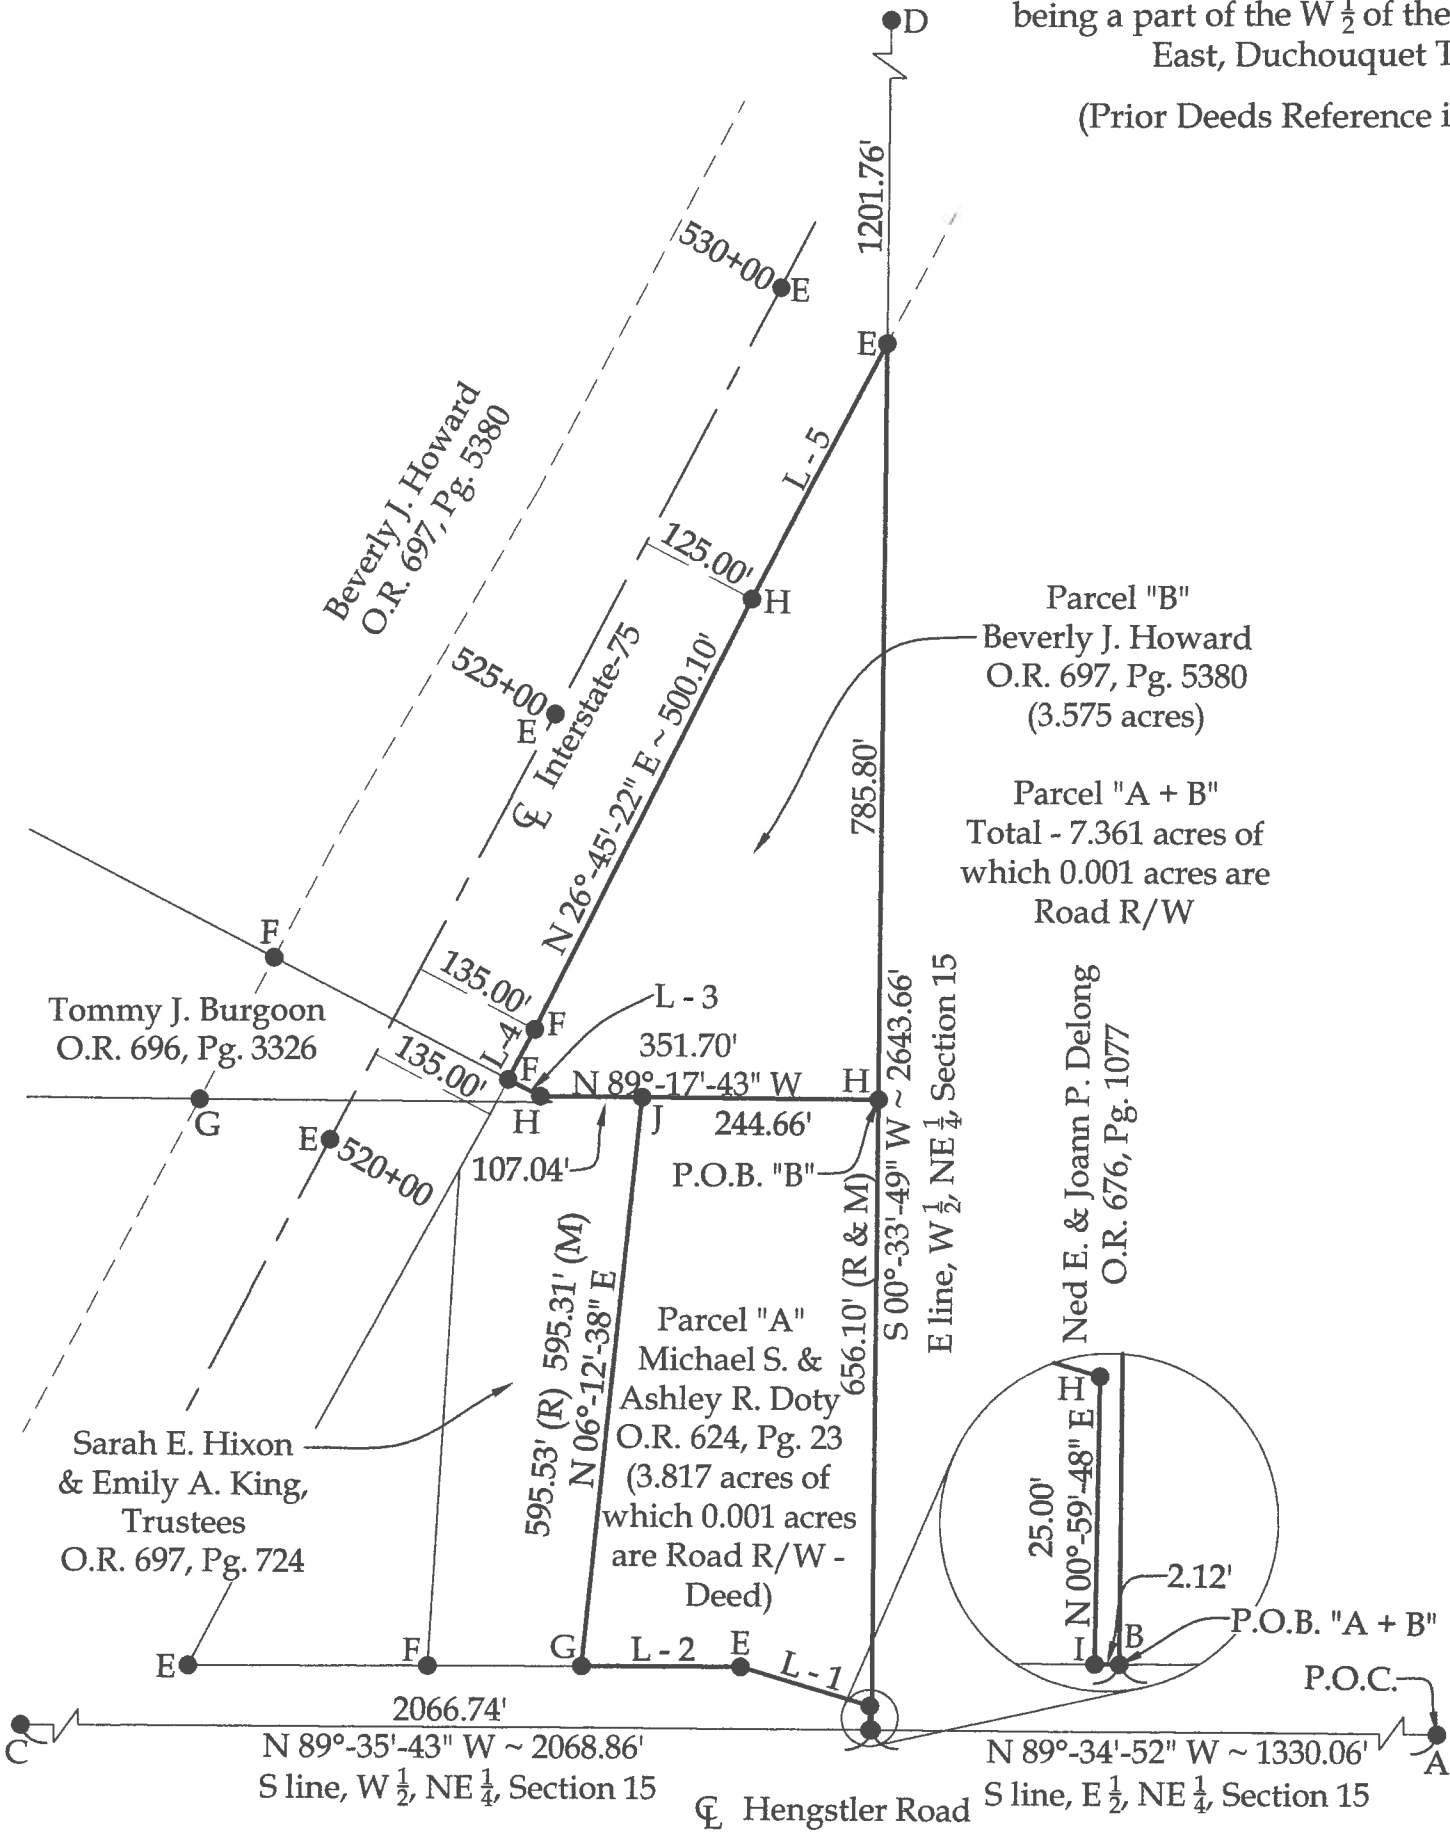 being a part of the W 1/2 of the
East, Duchouquet T
(Prior Deeds Reference i
D
1201.76'
530+00
E
E
Beverly J. Howard
O.R. 697, Pg. 5380
L - 5
125.00'
H
525+00
E
℄ Interstate-75
N 26°-45'-22" E ~ 500.10'
785.80'
Parcel "B"
Beverly J. Howard
O.R. 697, Pg. 5380
(3.575 acres)
Parcel "A + B"
Total - 7.361 acres of
which 0.001 acres are
Road R/W
F
135.00'
F
L - 4
L - 3
Tommy J. Burgoon
O.R. 696, Pg. 3326
135.00'
F
351.70'
N 89°-17'-43" W
H
G
H
J
244.66'
E
520+00
107.04'
P.O.B. "B"
656.10' (R & M)
S 00°-33'-49" W ~ 2643.66'
E line, W 1/2, NE 1/4, Section 15
Ned E. & Joann P. Delong
O.R. 676, Pg. 1077
595.53' (R) 595.31' (M)
N 06°-12'-38" E
Parcel "A"
Michael S. &
Ashley R. Doty
O.R. 624, Pg. 23
(3.817 acres of
which 0.001 acres
are Road R/W -
Deed)
Sarah E. Hixon
& Emily A. King,
Trustees
O.R. 697, Pg. 724
H
25.00'
N 00°-59'-48" E
2.12'
I
B
P.O.B. "A + B"
E
F
G
L - 2
E
L - 1
P.O.C.
C
2066.74'
N 89°-35'-43" W ~ 2068.86'
S line, W 1/2, NE 1/4, Section 15
N 89°-34'-52" W ~ 1330.06'
S line, E 1/2, NE 1/4, Section 15
A
℄ Hengstler Road